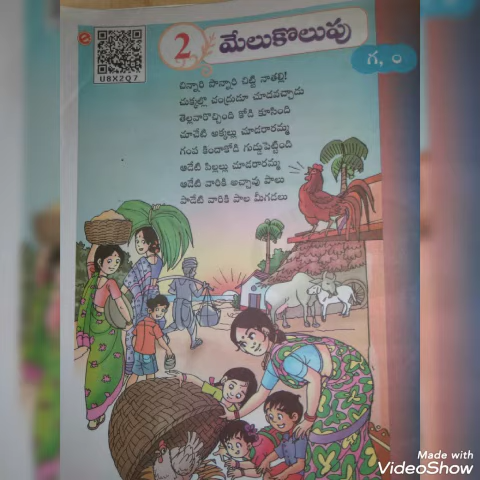 U8X2Q7
2 మేలుకొలుపు
గ, ం
చిన్నారి పొన్నారి చిట్టి నాతల్లి!
చుక్కల్లొ చంద్రుడూ చూడవచ్చాడు
తెల్లవారొచ్చింది కోడి కూసింది
చూచేటి అక్కల్లు చూడరారమ్మ
గంప కిందాకోడి గుడ్డుపెట్టింది
ఆడేటి పిల్లల్లు చూడరారమ్మ
ఆడేటి వారికి అచ్చావు పాలు
పాడేటి వారికి పాల మీగడలు
Made with
VideoShow